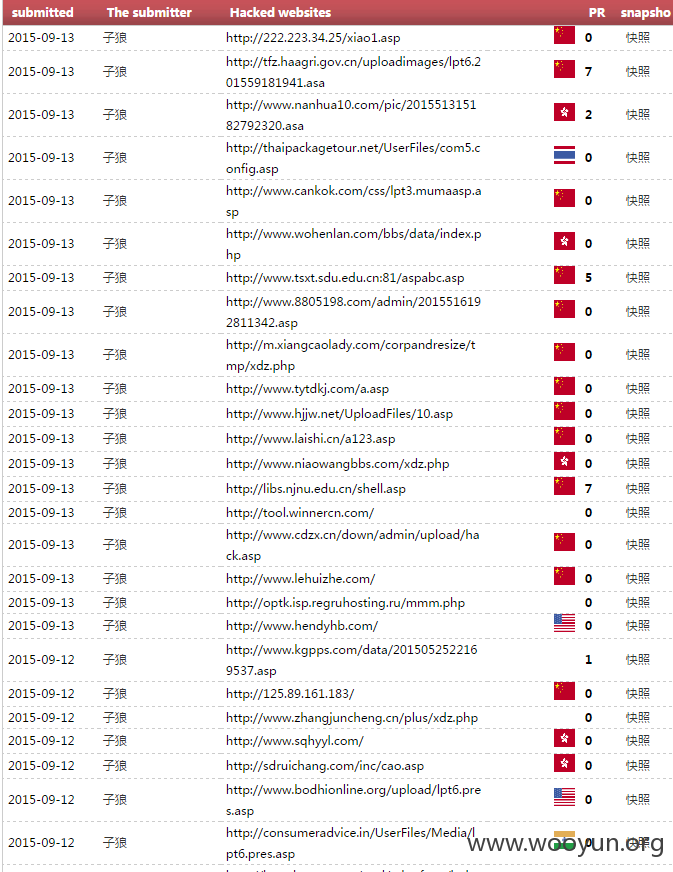 submitted The submitter Hacked websites PR snapsho
2015-09-13 子狼 http://222.223.34.25/xiao1.asp 0 快照
2015-09-13 子狼 http://tfz.haagri.gov.cn/uploadimages/lpt6.2 7 快照
01559181941.asa
2015-09-13 子狼 http://www.nanhua10.com/pic/2015513151 2 快照
82792320.asa
2015-09-13 子狼 http://thaipackagetour.net/UserFiles/com5.c 0 快照
onfig.asp
2015-09-13 子狼 http://www.cankok.com/css/lpt3.mumaasp.a 0 快照
sp
2015-09-13 子狼 http://www.wohenlan.com/bbs/data/index.p 0 快照
hp
2015-09-13 子狼 http://www.tsxt.sdu.edu.cn:81/aspabc.asp 5 快照
2015-09-13 子狼 http://www.8805198.com/admin/201551619 0 快照
2811342.asp
2015-09-13 子狼 http://m.xiangcaolady.com/corpandresize/t 0 快照
mp/xdz.php
2015-09-13 子狼 http://www.tytdkj.com/a.asp 0 快照
2015-09-13 子狼 http://www.hjjw.net/UploadFiles/10.asp 0 快照
2015-09-13 子狼 http://www.laishi.cn/a123.asp 0 快照
2015-09-13 子狼 http://www.niaowangbbs.com/xdz.php 0 快照
2015-09-13 子狼 http://libs.njnu.edu.cn/shell.asp 7 快照
2015-09-13 子狼 http://tool.winnercn.com/ 0 快照
2015-09-13 子狼 http://www.cdzx.cn/down/admin/upload/ha 0 快照
ck.asp
2015-09-13 子狼 http://www.lehuizhe.com/ 0 快照
2015-09-13 子狼 http://optk.isp.regruhosting.ru/mmm.php 0 快照
2015-09-13 子狼 http://www.hendyhb.com/ 0 快照
2015-09-12 子狼 http://www.kgpps.com/data/201505252216 1 快照
9537.asp
2015-09-12 子狼 http://125.89.161.183/ 0 快照
2015-09-12 子狼 http://www.zhangjuncheng.cn/plus/xdz.php 0 快照
2015-09-12 子狼 http://www.sqhyyl.com/ 0 快照
2015-09-12 子狼 http://sdruichang.com/inc/cao.asp 0 快照
2015-09-12 子狼 http://www.bodhionline.org/upload/lpt6.pre 0 快照
s.asp
2015-09-12 子狼 http://consumeradvice.in/UserFiles/Media/l 0 快照
pt6.pres.asp
www.wooyun.org